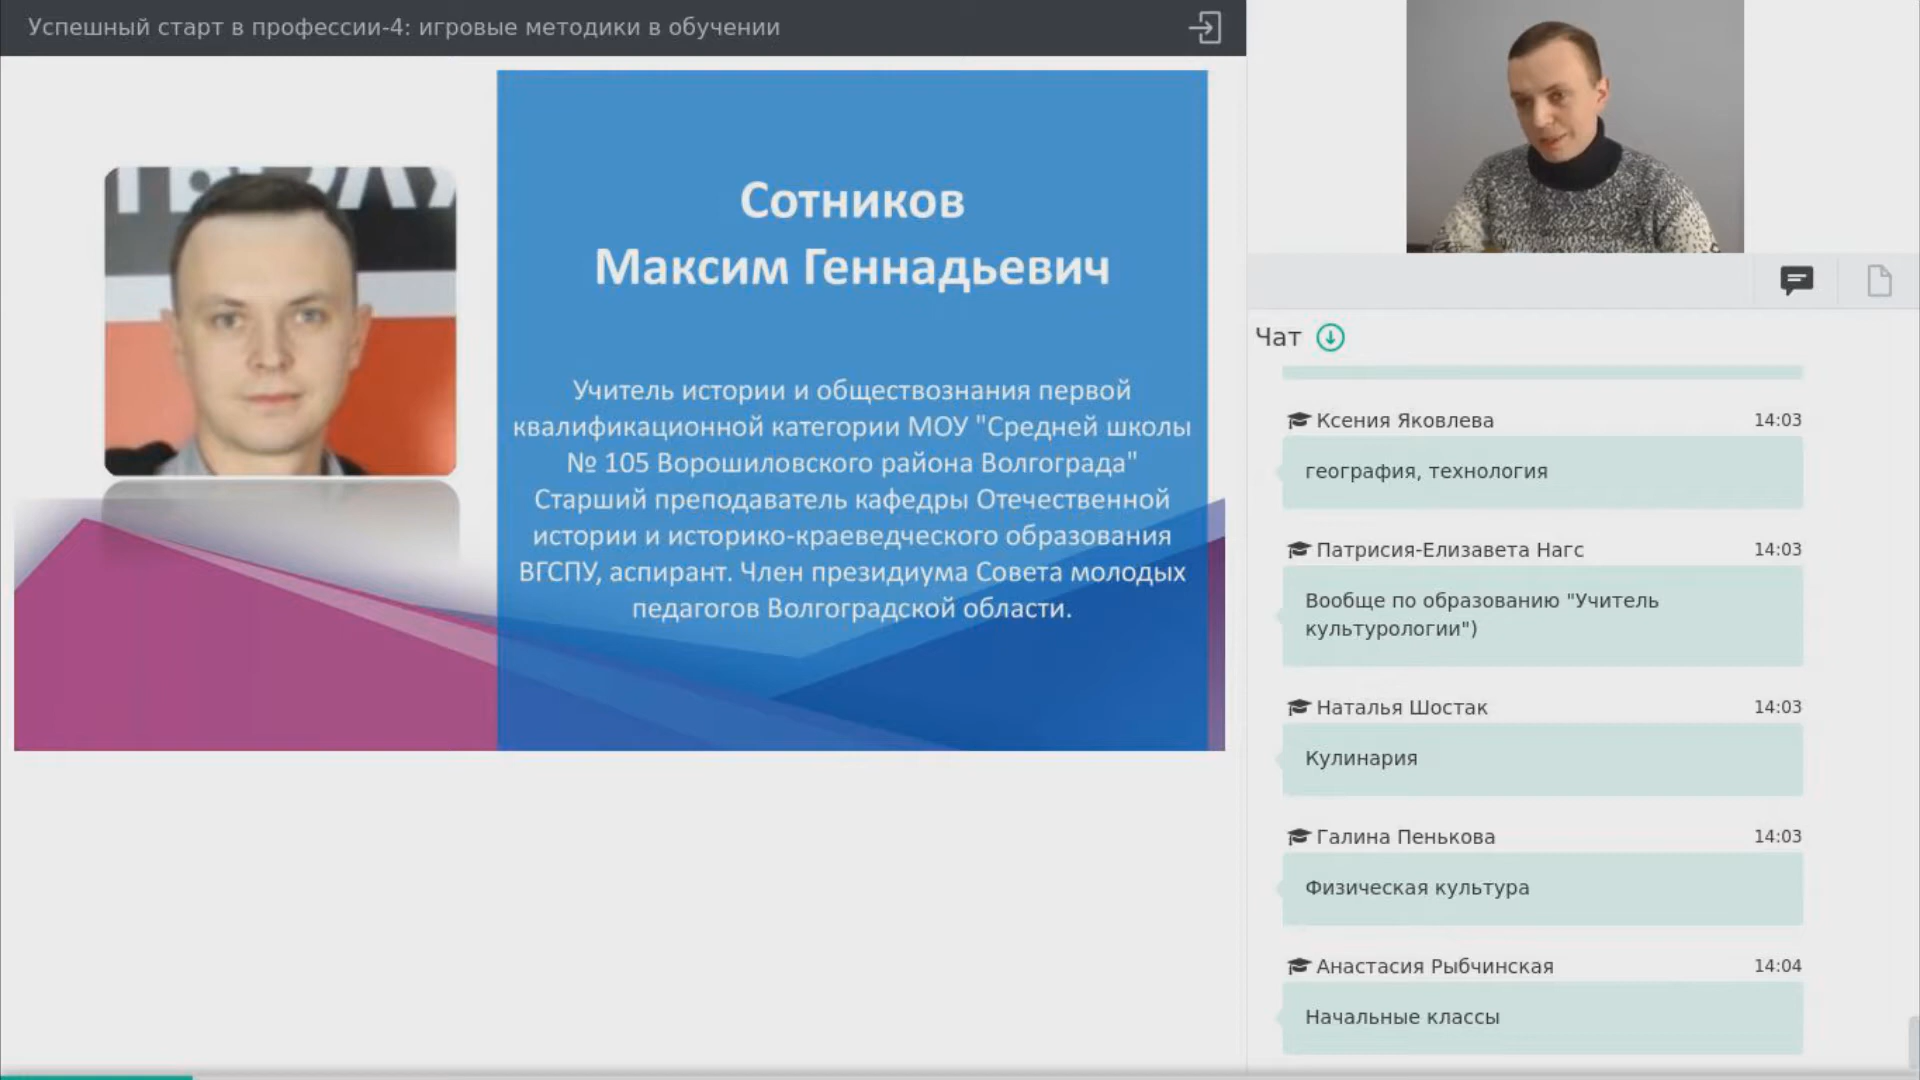 Успешный старт в профессии-4: игровые методики в обучении
Сотников
Максим Геннадьевич
Учитель истории и обществознания первой
квалификационной категории МОУ "Средней школы
№ 105 Ворошиловского района Волгограда"
Старший преподаватель кафедры Отечественной
истории и историко-краеведческого образования
ВГСПУ, аспирант. Член президиума Совета молодых
педагогов Волгоградской области.
Чат
Ксения Яковлева 14:03
география, технология
Патрисия-Елизавета Нагс 14:03
Вообще по образованию "Учитель
культурологии")
Наталья Шостак 14:03
Кулинария
Галина Пенькова 14:03
Физическая культура
Анастасия Рыбчинская 14:04
Начальные классы